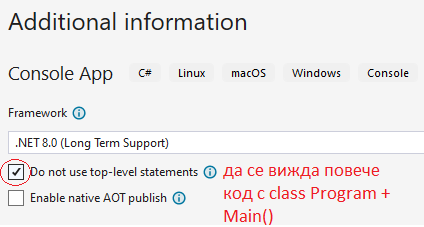 Additional information
Console App C# Linux macOS Windows Console
Framework
.NET 8.0 (Long Term Support)
Do not use top-level statements
да се вижда повече
код с class Program +
Main()
Enable native AOT publish